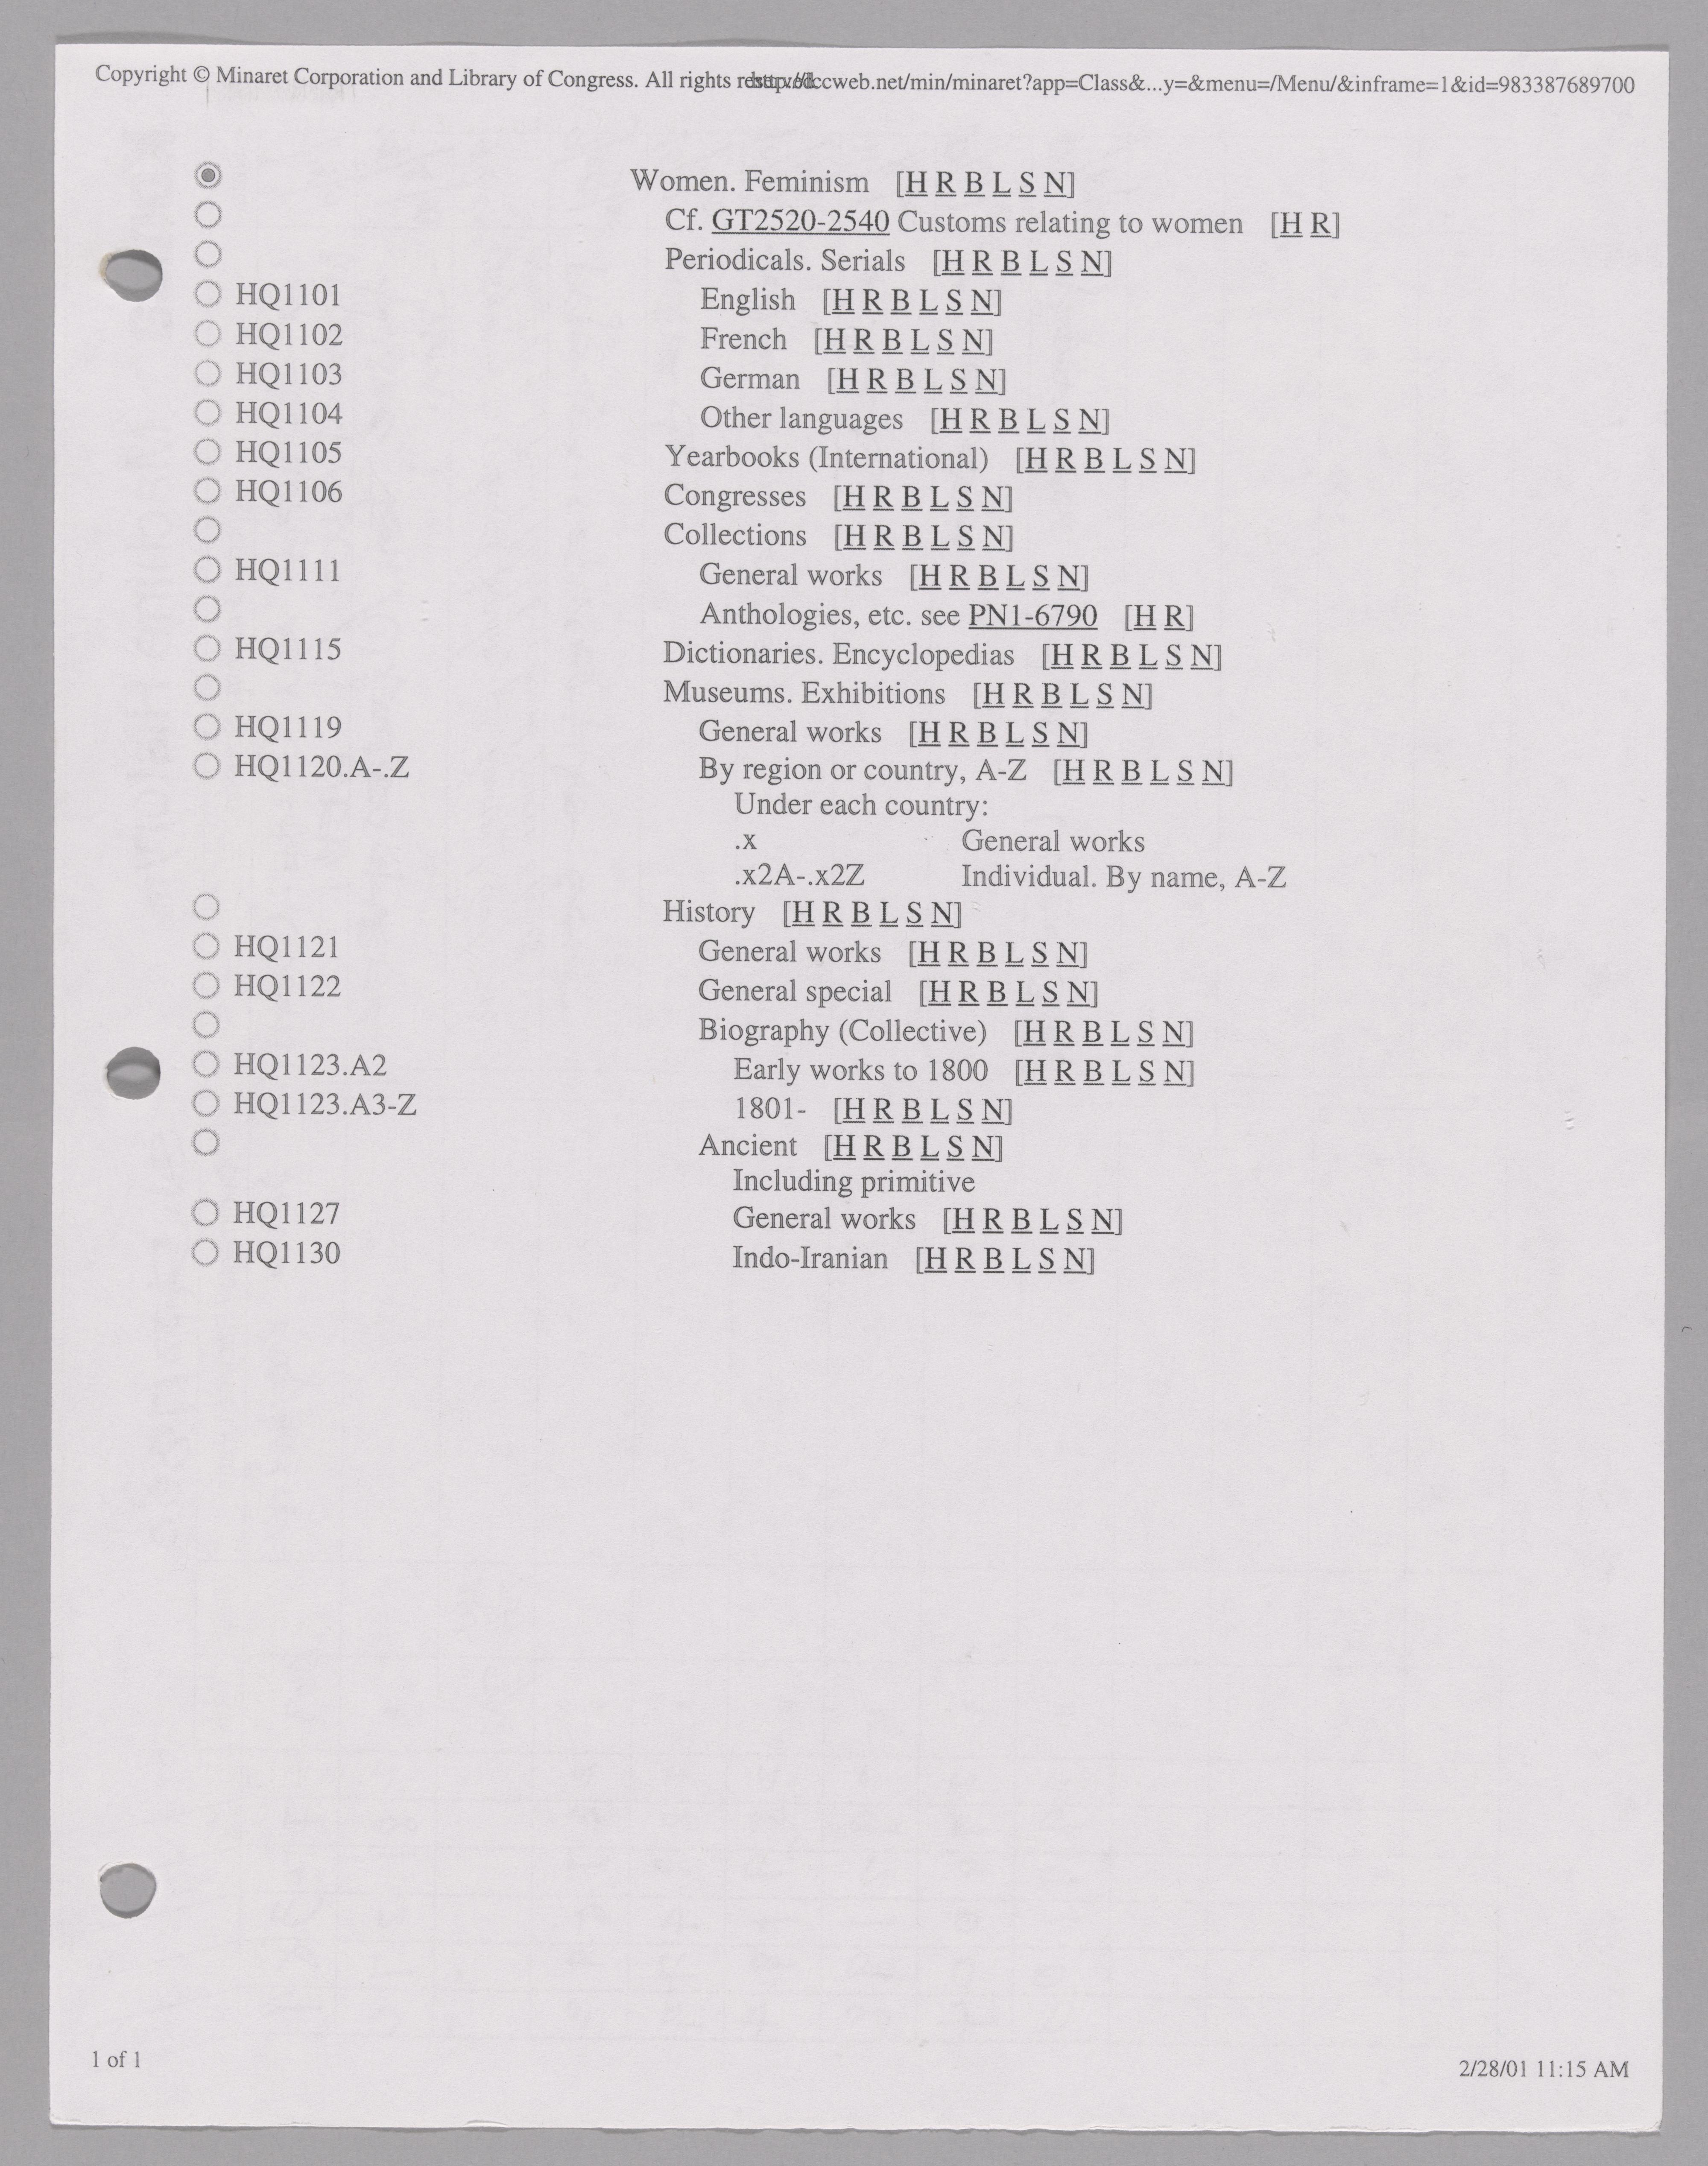 Copyright © Minaret Corporation and Library of Congress. All rights dccweb.net/min/minaret?app=Class&...y=&menu=/Menu/&inframe=1&id=983387689700
Women. Feminism [H R B L S N]
Cf. GT2520-2540 Customs relating to women [H R]
Periodicals. Serials [H R B L S N]
HQ1101 English [H R B L S N]
HQ1102 French [H R B L S N]
HQ1103 German [H R B L S N]
HQ1104 Other languages [H R B L S N]
HQ1105 Yearbooks (International) [H R B L S N]
HQ1106 Congresses [H R B L S N]
Collections [H R B L S N]
HQ1111 General works [H R B L S N]
Anthologies, etc. see PN1-6790 [H R]
HQ1115 Dictionaries. Encyclopedias [H R B L S N]
Museums. Exhibitions [H R B L S N]
HQ1119 General works [H R B L S N]
HQ1120.A-.Z By region or country, A-Z [H R B L S N]
Under each country:
.x General works
.x2A-.x2Z Individual. By name, A-Z
History [H R B L S N]
HQ1121 General works [H R B L S N]
HQ1122 General special [H R B L S N]
Biography (Collective) [H R B L S N]
HQ1123.A2 Early works to 1800 [H R B L S N]
HQ1123.A3-Z 1801- [H R B L S N]
Ancient [H R B L S N]
Including primitive
HQ1127 General works [H R B L S N]
HQ1130 Indo-Iranian [H R B L S N]
1 of 1
2/28/01 11:15 AM